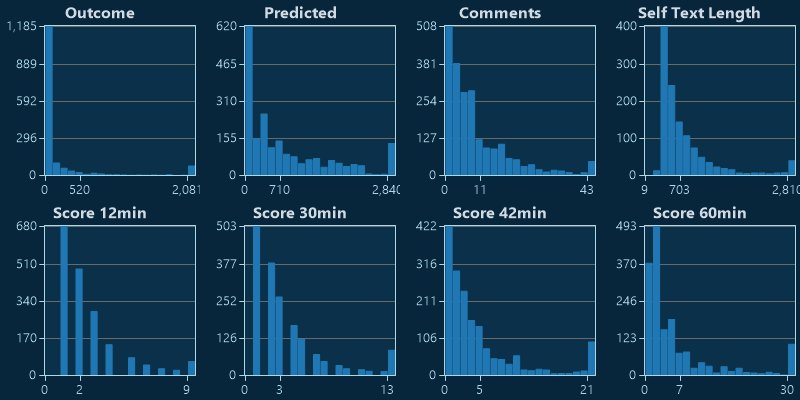 Outcome
1,185
889
592
296
0
0 520 2,081
Predicted
620
465
310
155
0
0 710 2,840
Comments
508
381
254
127
0
0 11 43
Self Text Length
400
300
200
100
0
9 703 2,810
Score 12min
680
510
340
170
0
0 2 9
Score 30min
503
377
252
126
0
0 3 13
Score 42min
422
316
211
106
0
0 5 21
Score 60min
493
370
246
123
0
0 7 30